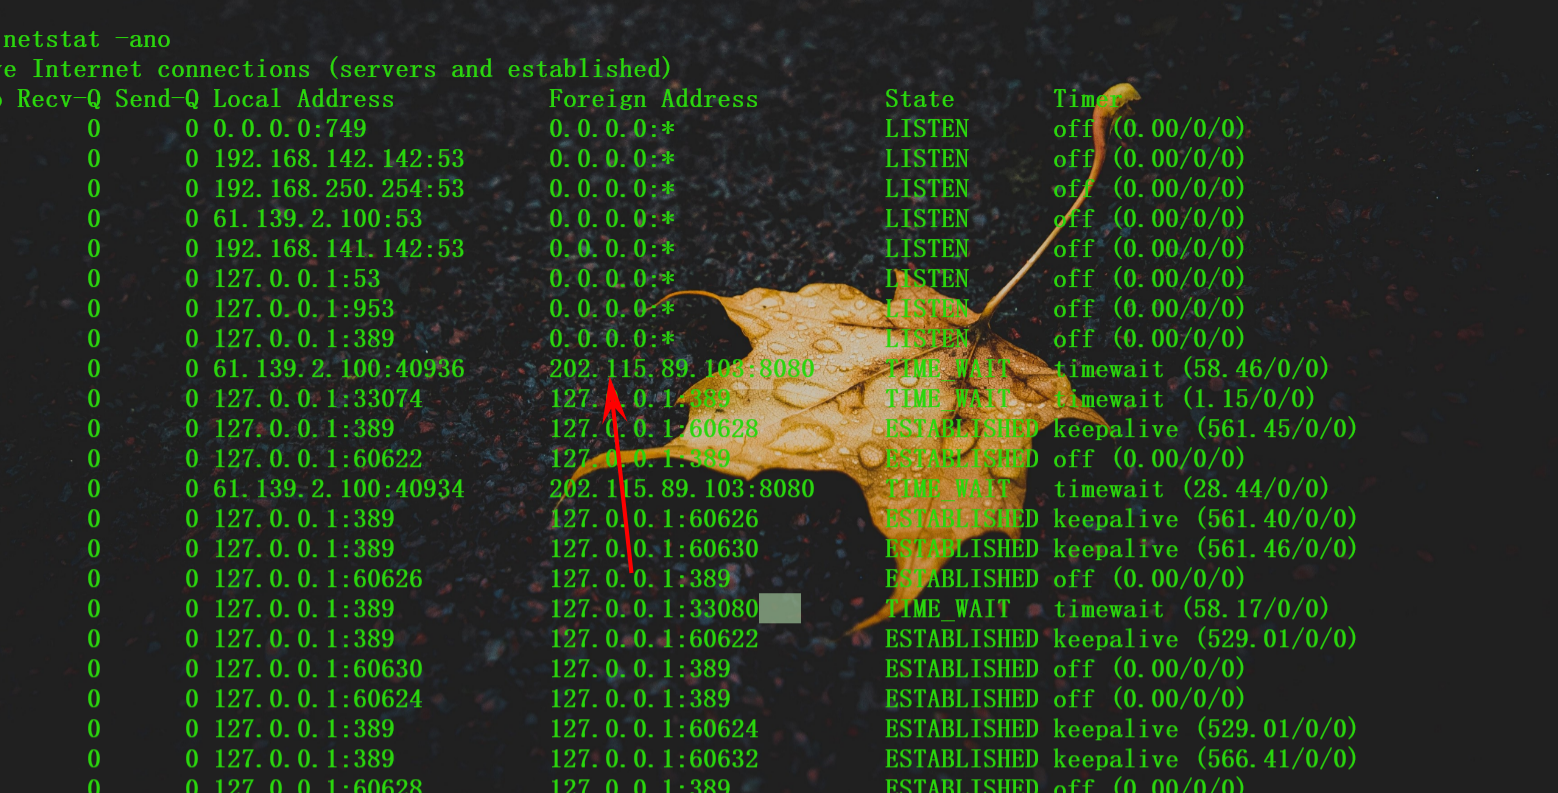 netstat -ano
e Internet connections (servers and established)
Recv-Q Send-Q Local Address Foreign Address State Timer
0 0 0.0.0.0:749 0.0.0.0:* LISTEN off (0.00/0/0)
0 0 192.168.142.142:53 0.0.0.0:* LISTEN off (0.00/0/0)
0 0 192.168.250.254:53 0.0.0.0:* LISTEN off (0.00/0/0)
0 0 61.139.2.100:53 0.0.0.0:* LISTEN off (0.00/0/0)
0 0 192.168.141.142:53 0.0.0.0:* LISTEN off (0.00/0/0)
0 0 127.0.0.1:53 0.0.0.0:* LISTEN off (0.00/0/0)
0 0 127.0.0.1:953 0.0.0.0:* LISTEN off (0.00/0/0)
0 0 127.0.0.1:389 0.0.0.0:* LISTEN off (0.00/0/0)
0 0 61.139.2.100:40936 202.115.89.103:8080 TIME_WAIT timewait (58.46/0/0)
0 0 127.0.0.1:33074 127.0.0.1:389 TIME_WAIT timewait (1.15/0/0)
0 0 127.0.0.1:389 127.0.0.1:60628 ESTABLISHED keepalive (561.45/0/0)
0 0 127.0.0.1:60622 127.0.0.1:389 ESTABLISHED off (0.00/0/0)
0 0 61.139.2.100:40934 202.115.89.103:8080 TIME_WAIT timewait (28.44/0/0)
0 0 127.0.0.1:389 127.0.0.1:60626 ESTABLISHED keepalive (561.40/0/0)
0 0 127.0.0.1:389 127.0.0.1:60630 ESTABLISHED keepalive (561.46/0/0)
0 0 127.0.0.1:60626 127.0.0.1:389 ESTABLISHED off (0.00/0/0)
0 0 127.0.0.1:389 127.0.0.1:33080 TIME_WAIT timewait (58.17/0/0)
0 0 127.0.0.1:389 127.0.0.1:60622 ESTABLISHED keepalive (529.01/0/0)
0 0 127.0.0.1:60630 127.0.0.1:389 ESTABLISHED off (0.00/0/0)
0 0 127.0.0.1:60624 127.0.0.1:389 ESTABLISHED off (0.00/0/0)
0 0 127.0.0.1:389 127.0.0.1:60624 ESTABLISHED keepalive (529.01/0/0)
0 0 127.0.0.1:389 127.0.0.1:60632 ESTABLISHED keepalive (566.41/0/0)
0 0 127.0.0.1:60628 127.0.0.1:389 ESTABLISHED off (0.00/0/0)